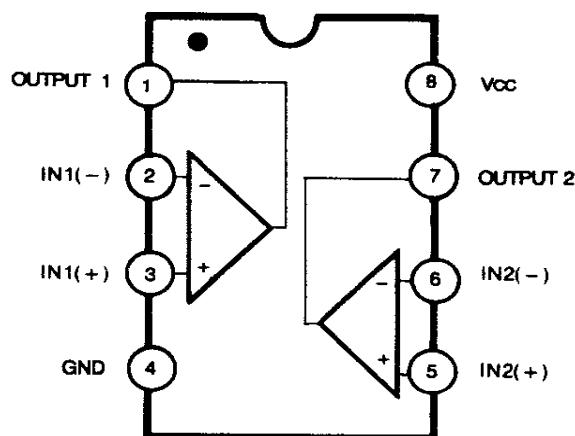 OUTPUT 1
1
8
VCC
IN1(−)
2
−
7
OUTPUT 2
IN1(+)
3
+
−
6
IN2(−)
GND
4
+
5
IN2(+)